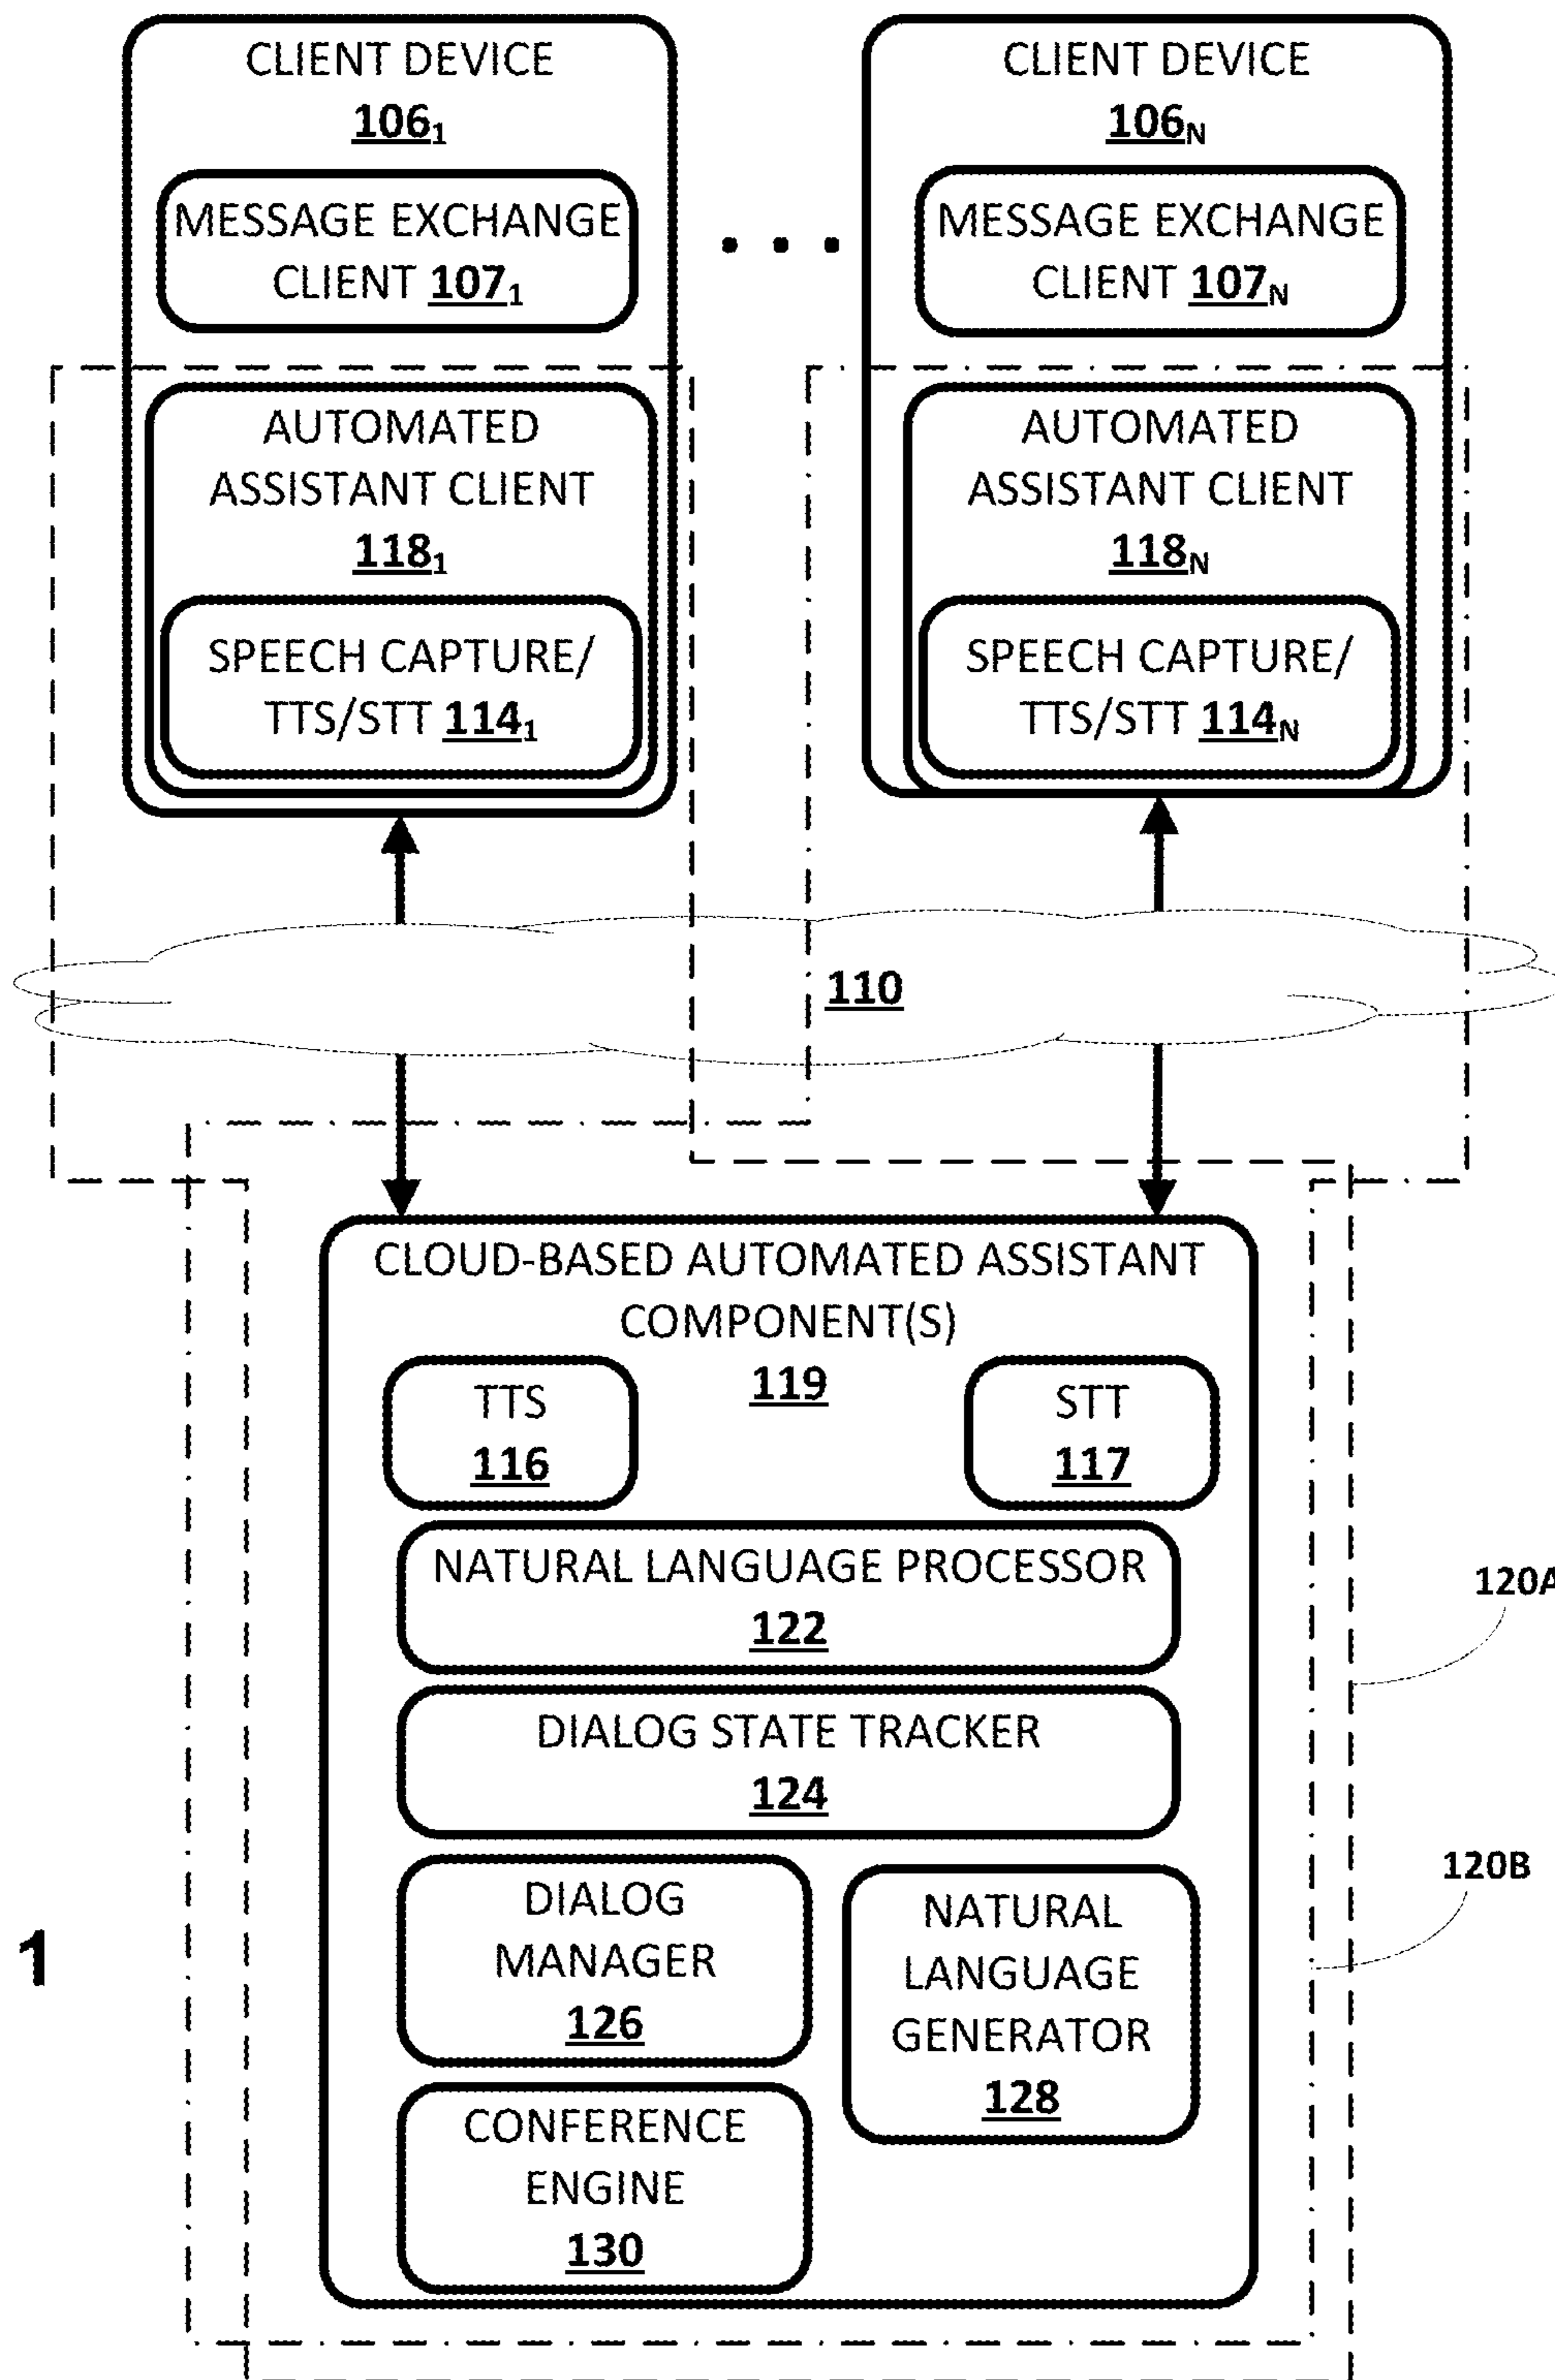 CLIENT DEVICE
106₁
MESSAGE EXCHANGE
CLIENT 107₁
AUTOMATED
ASSISTANT CLIENT
118₁
SPEECH CAPTURE/
TTS/STT 114₁
. . .
CLIENT DEVICE
106N
MESSAGE EXCHANGE
CLIENT 107N
AUTOMATED
ASSISTANT CLIENT
118N
SPEECH CAPTURE/
TTS/STT 114N
110
CLOUD-BASED AUTOMATED ASSISTANT
COMPONENT(S)
119
TTS
116
STT
117
NATURAL LANGUAGE PROCESSOR
122
DIALOG STATE TRACKER
124
DIALOG
MANAGER
126
NATURAL
LANGUAGE
GENERATOR
128
CONFERENCE
ENGINE
130
120A
120B
1